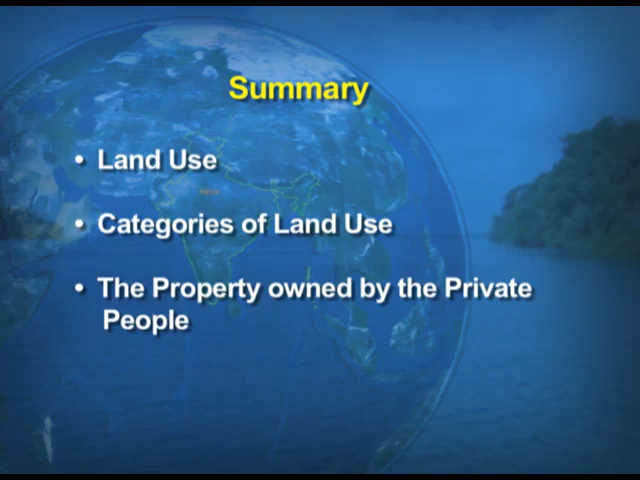 Summary
• Land Use
• Categories of Land Use
• The Property owned by the Private
People